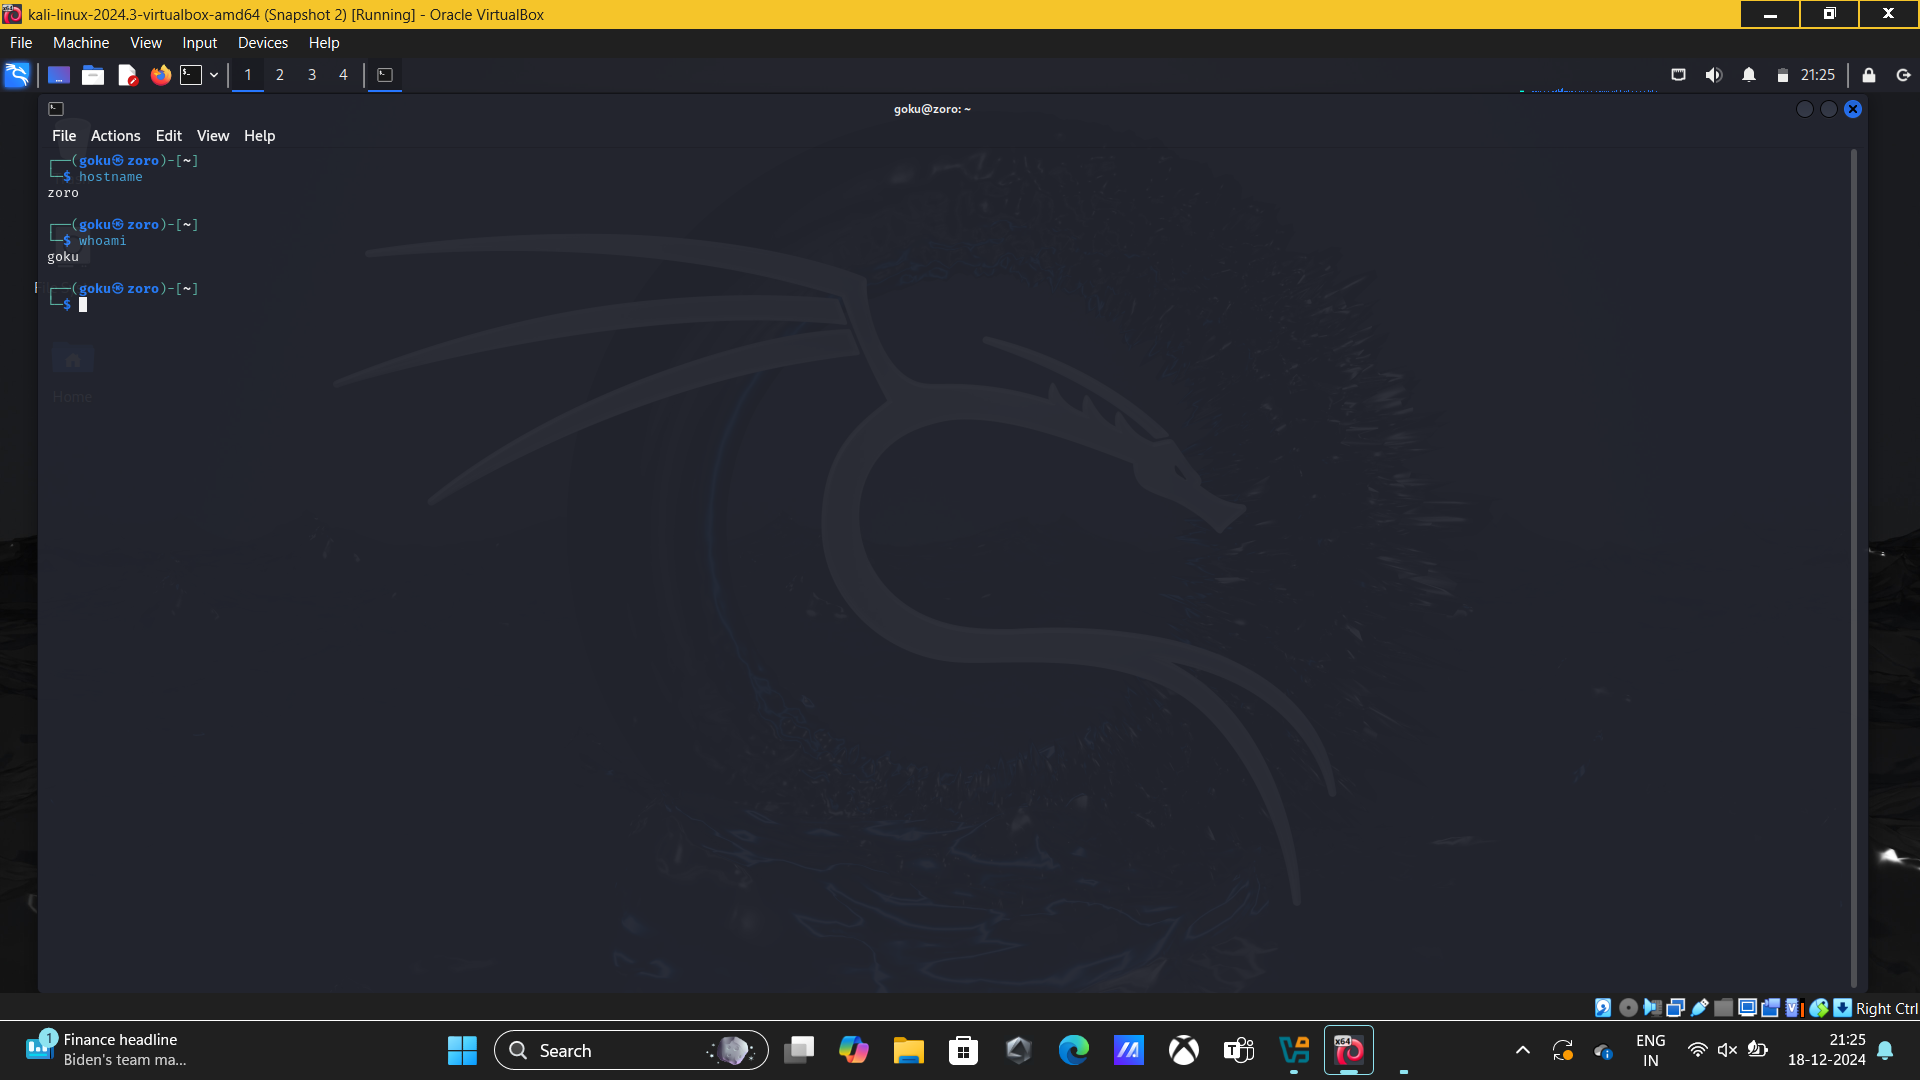 kali-linux-2024.3-virtualbox-amd64 (Snapshot 2) [Running] - Oracle VirtualBox
File Machine View Input Devices Help
1 2 3 4 21:25
goku@zoro: ~
File Actions Edit View Help
┌──(goku㉿zoro)-[~]
└─$ hostname
zoro
┌──(goku㉿zoro)-[~]
└─$ whoami
goku
┌──(goku㉿zoro)-[~]
└─$
Home
Right Ctrl
1 Finance headline
Biden's team ma...
Search
x64
ENG
IN
21:25
18-12-2024